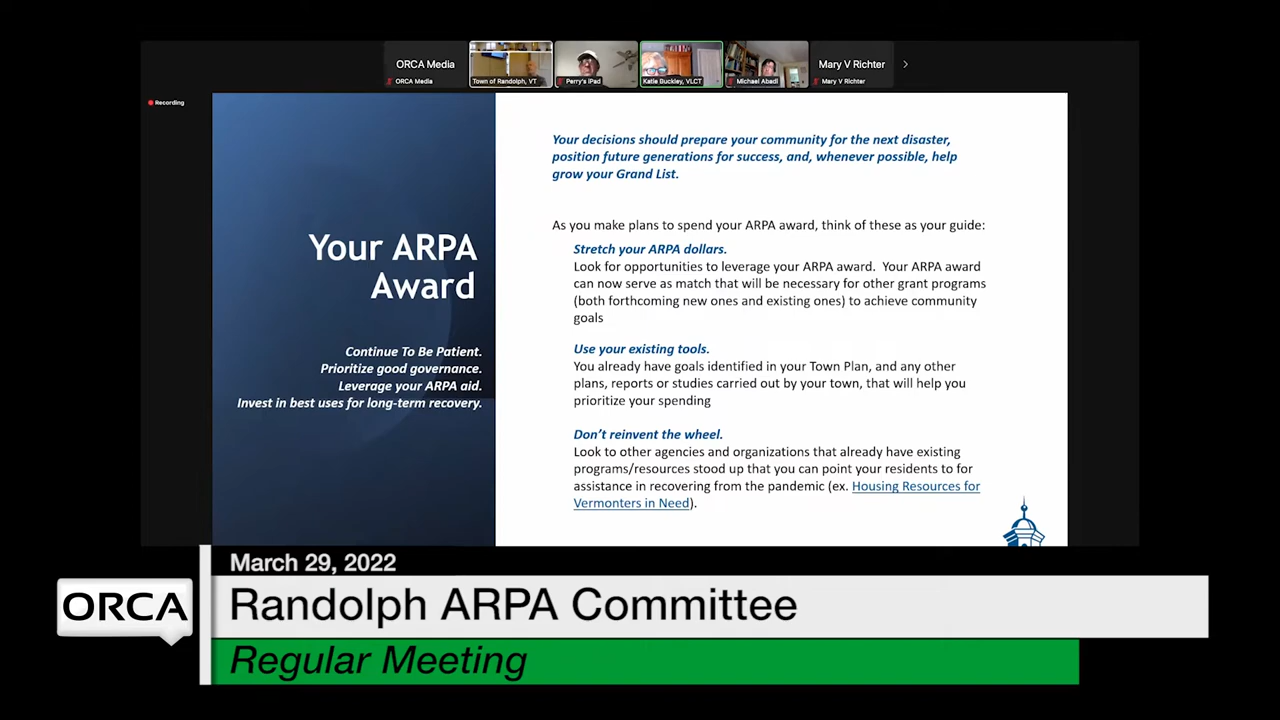 ORCA Media
Mary V Richter
ORCA Media
Town of Randolph, VT
Perry's iPad
Katie Buckley, VLCT
Michael Abadi
Mary V Richter
Recording
Your ARPA
Award
Continue To Be Patient.
Prioritize good governance.
Leverage your ARPA aid.
Invest in best uses for long-term recovery.
Your decisions should prepare your community for the next disaster,
position future generations for success, and, whenever possible, help
grow your Grand List.
As you make plans to spend your ARPA award, think of these as your guide:
Stretch your ARPA dollars.
Look for opportunities to leverage your ARPA award.  Your ARPA award
can now serve as match that will be necessary for other grant programs
(both forthcoming new ones and existing ones) to achieve community
goals
Use your existing tools.
You already have goals identified in your Town Plan, and any other
plans, reports or studies carried out by your town, that will help you
prioritize your spending
Don't reinvent the wheel.
Look to other agencies and organizations that already have existing
programs/resources stood up that you can point your residents to for
assistance in recovering from the pandemic (ex. Housing Resources for
Vermonters in Need).
March 29, 2022
ORCA
Randolph ARPA Committee
Regular Meeting